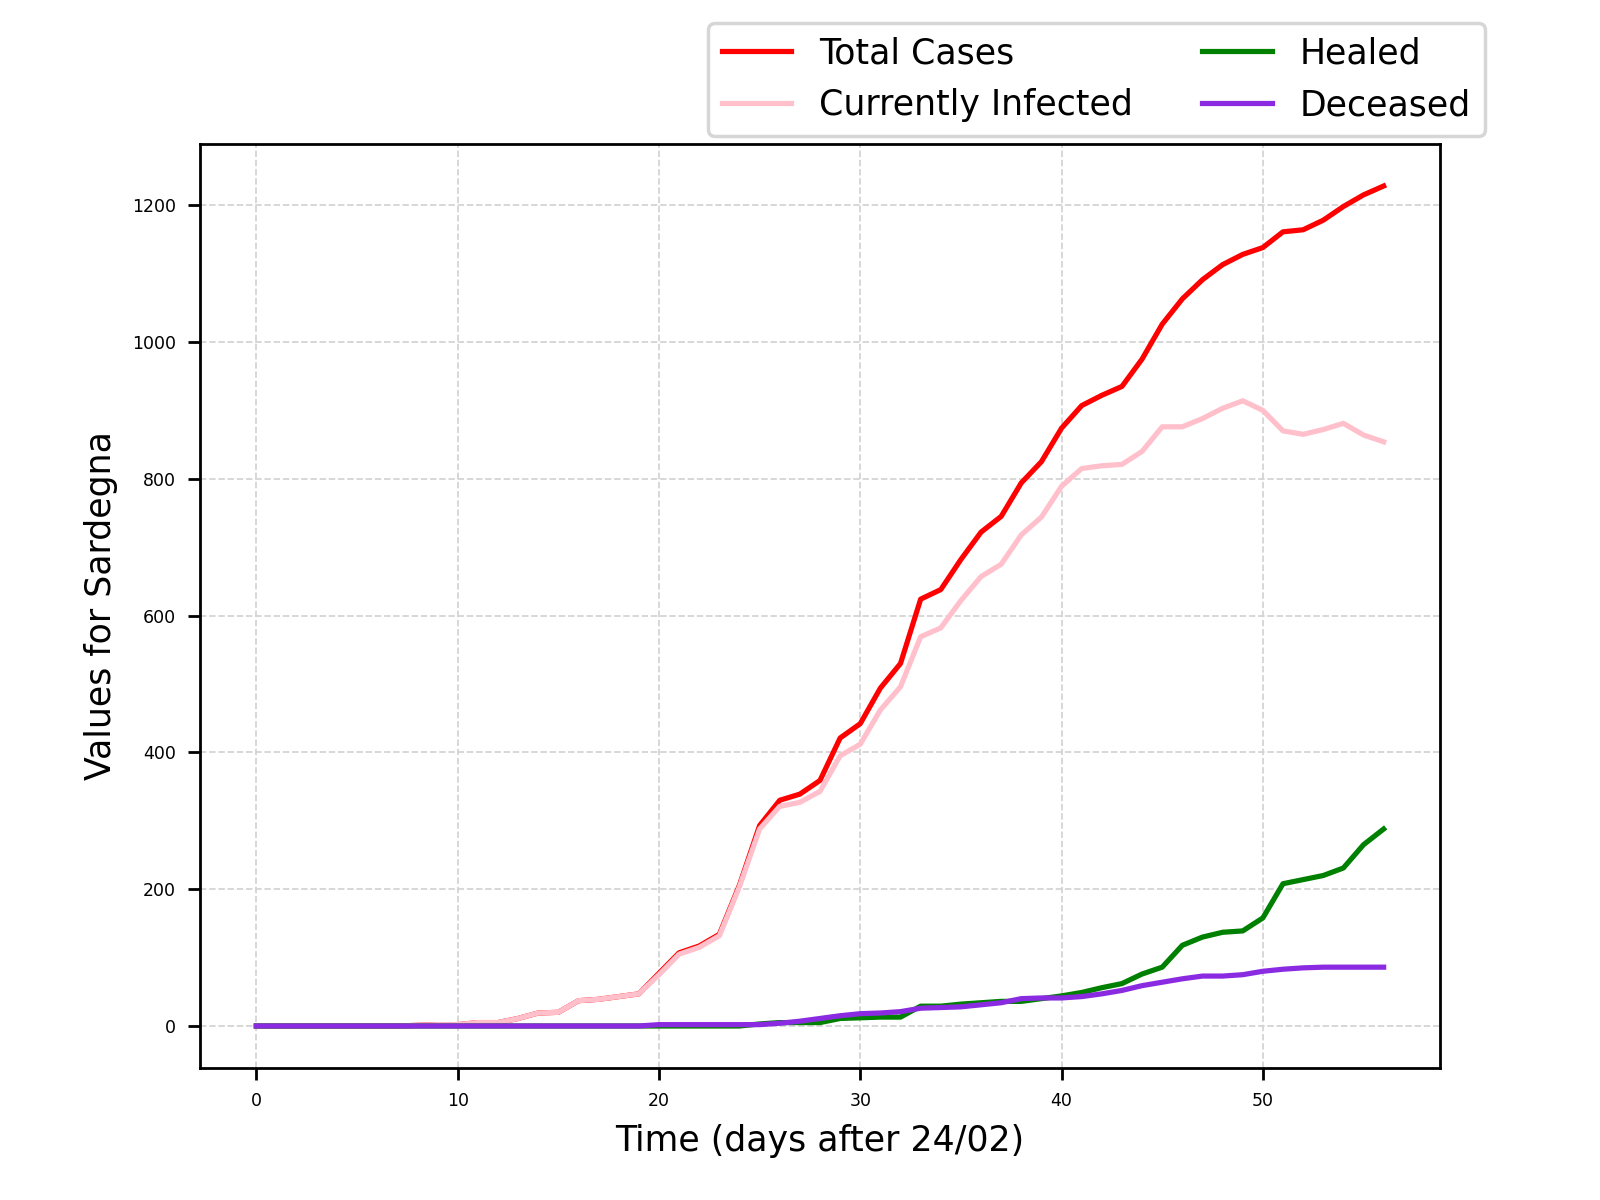 Total Cases
Currently Infected
Healed
Deceased
1200
1000
800
600
400
200
0
Values for Sardegna
0 10 20 30 40 50
Time (days after 24/02)